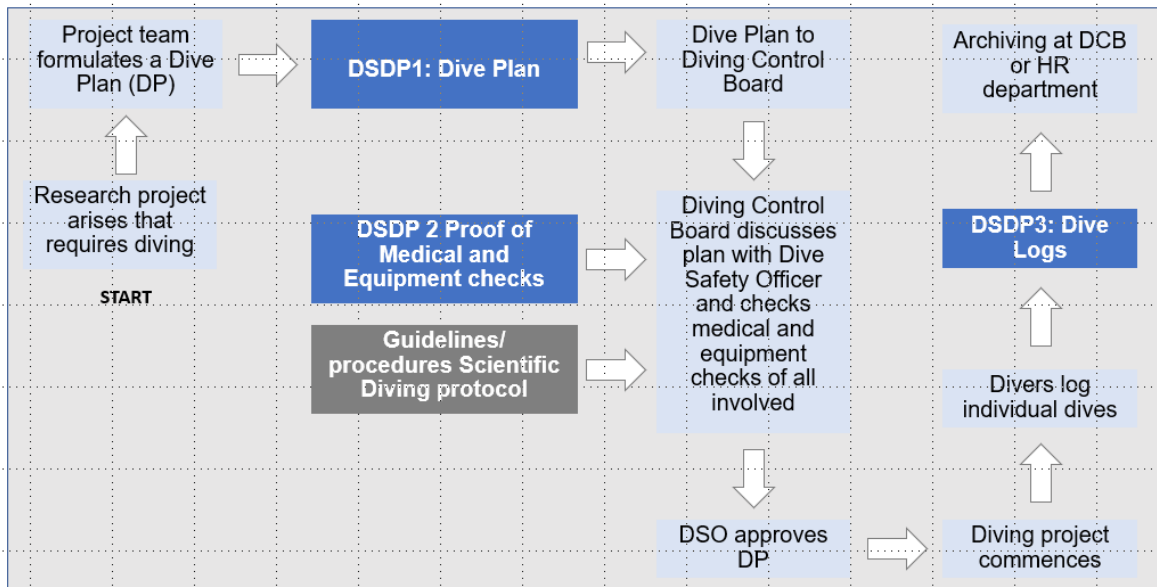 Project team
formulates a Dive
Plan (DP)
DSDP1: Dive Plan
Dive Plan to
Diving Control
Board
Archiving at DCB
or HR
department
Research project
arises that
requires diving
START
DSDP 2 Proof of
Medical and
Equipment checks
Guidelines/
procedures Scientific
Diving protocol
Diving Control
Board discusses
plan with Dive
Safety Officer
and checks
medical and
equipment
checks of all
involved
DSDP3: Dive
Logs
Divers log
individual dives
DSO approves
DP
Diving project
commences